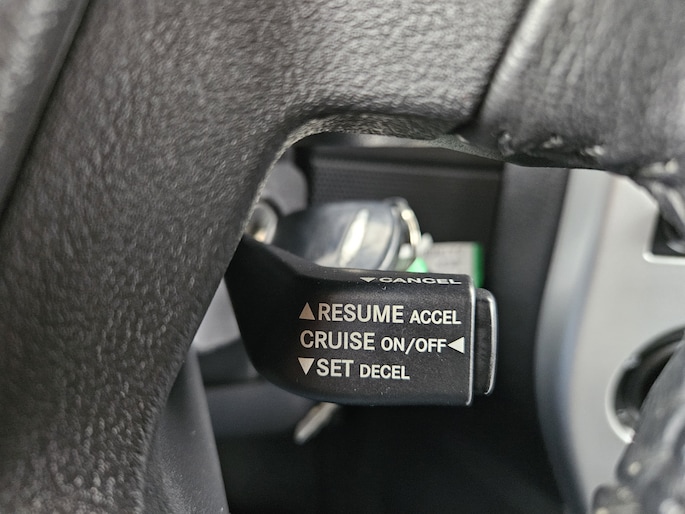 ▼CANCEL
▲RESUME ACCEL
CRUISE ON/OFF◄
▼SET DECEL